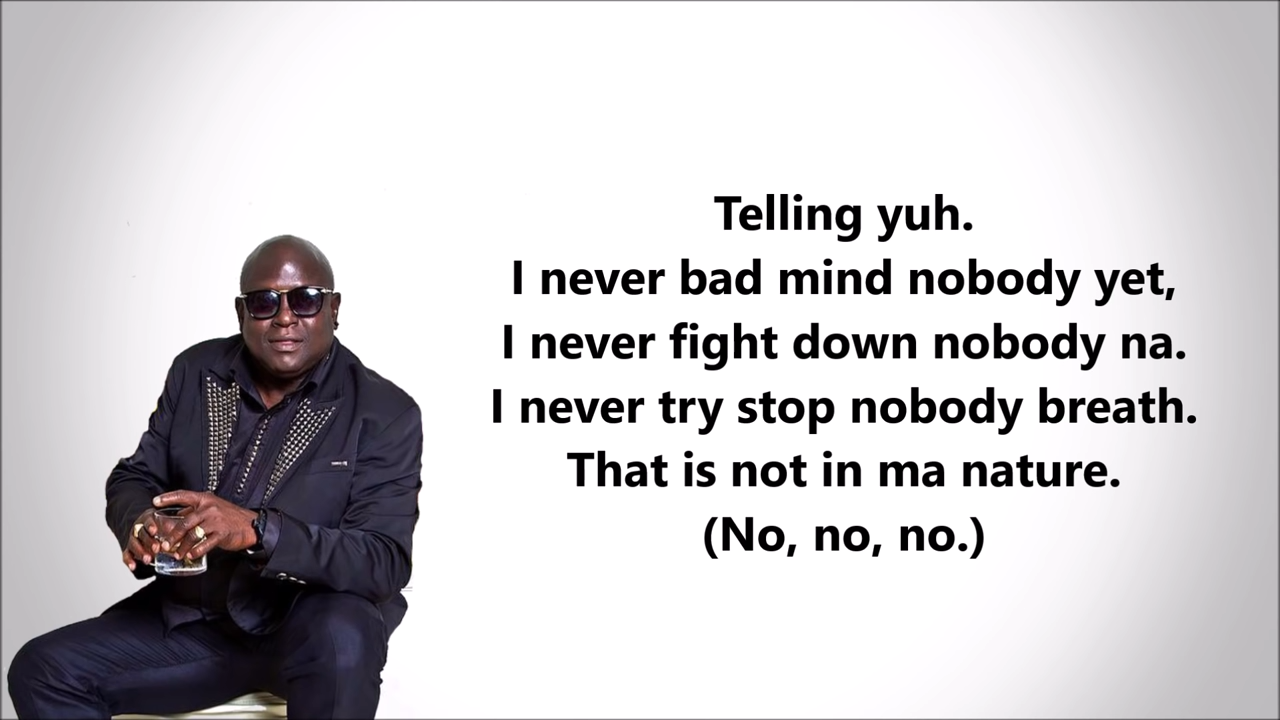 Telling yuh.
I never bad mind nobody yet,
I never fight down nobody na.
I never try stop nobody breath.
That is not in ma nature.
(No, no, no.)